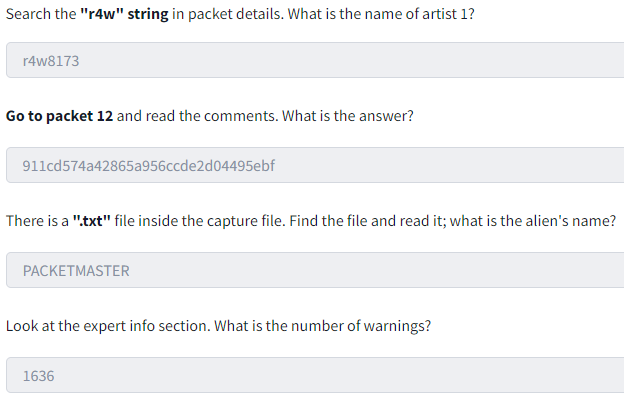 Search the "r4w" string in packet details. What is the name of artist 1?
r4w8173
Go to packet 12 and read the comments. What is the answer?
911cd574a42865a956ccde2d04495ebf
There is a ".txt" file inside the capture file. Find the file and read it; what is the alien's name?
PACKETMASTER
Look at the expert info section. What is the number of warnings?
1636